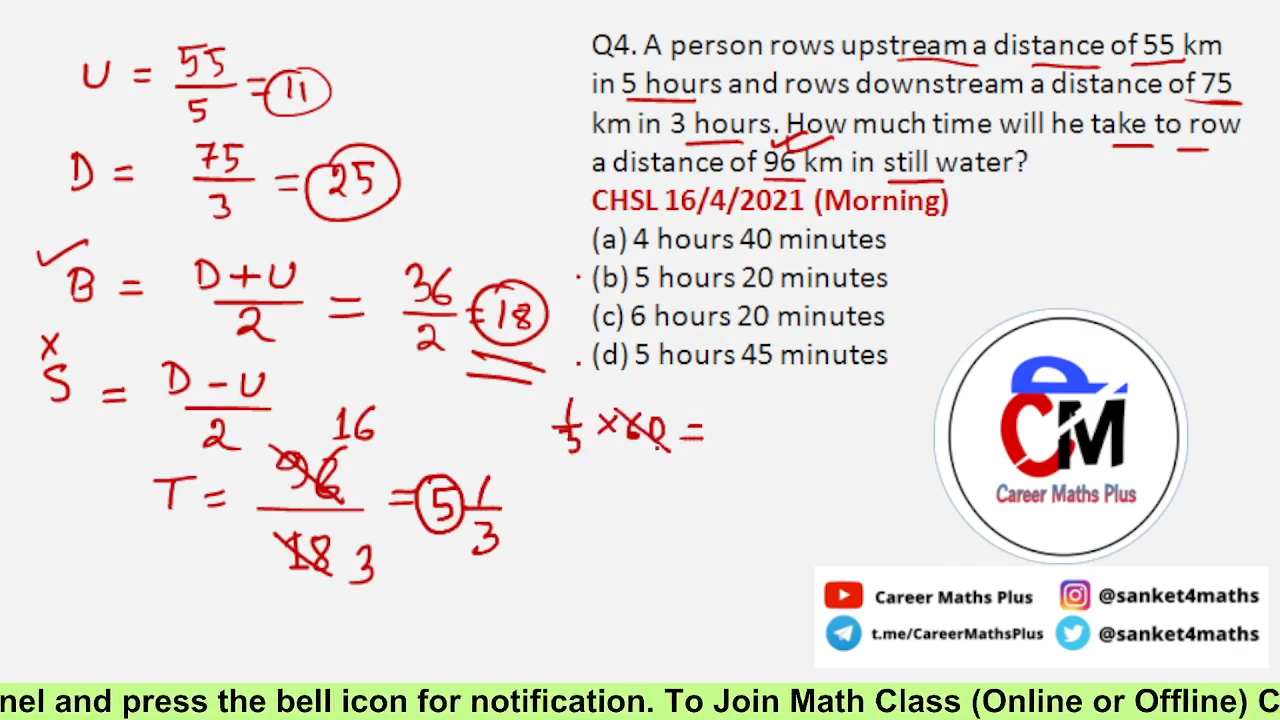 U = 55/5 = 11
D = 75/3 = 25
B = D+U/2 = 36/2 = 18
S = D-U/2
T = 96/18 16/3 = 5 1/3
1/3 × 60 =
Q4. A person rows upstream a distance of 55 km
in 5 hours and rows downstream a distance of 75
km in 3 hours. How much time will he take to row
a distance of 96 km in still water?
CHSL 16/4/2021 (Morning)
(a) 4 hours 40 minutes
(b) 5 hours 20 minutes
(c) 6 hours 20 minutes
(d) 5 hours 45 minutes
CM
Career Maths Plus
Career Maths Plus @sanket4maths
t.me/CareerMathsPlus @sanket4maths
nel and press the bell icon for notification. To Join Math Class (Online or Offline) C